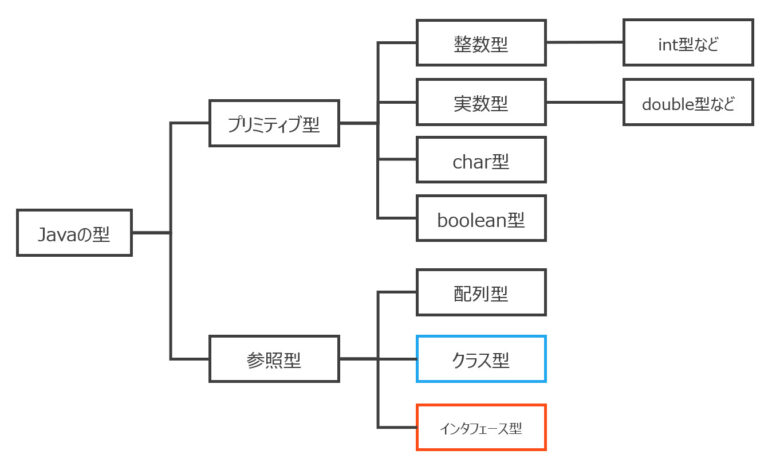 Javaの型
プリミティブ型
整数型
int型など
実数型
double型など
char型
boolean型
参照型
配列型
クラス型
インタフェース型